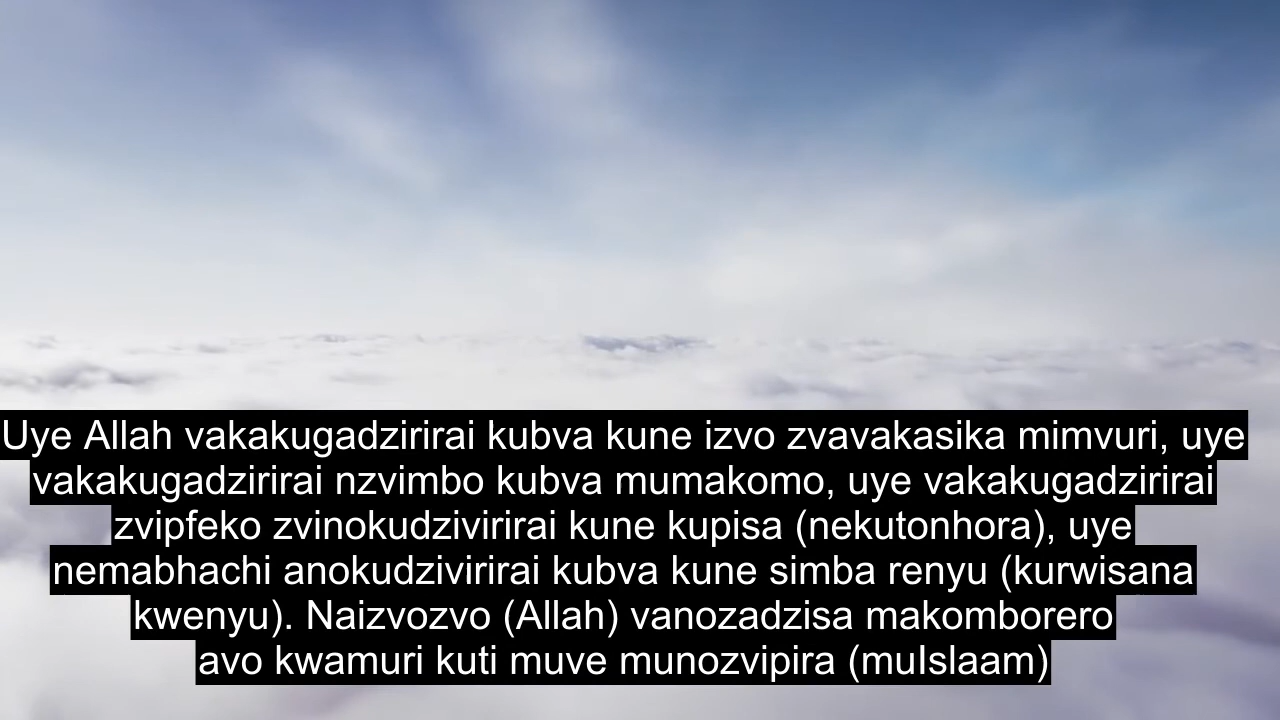 Uye Allah vakakugadzirirai kubva kune izvo zvavakasika mimvuri, uye
vakakugadzirirai nzvimbo kubva mumakomo, uye vakakugadzirirai
zvipfeko zvinokudzivirirai kune kupisa (nekutonhora), uye
nemabhachi anokudzivirirai kubva kune simba renyu (kurwisana
kwenyu). Naizvozvo (Allah) vanozadzisa makomborero
avo kwamuri kuti muve munozvipira (muIslaam)